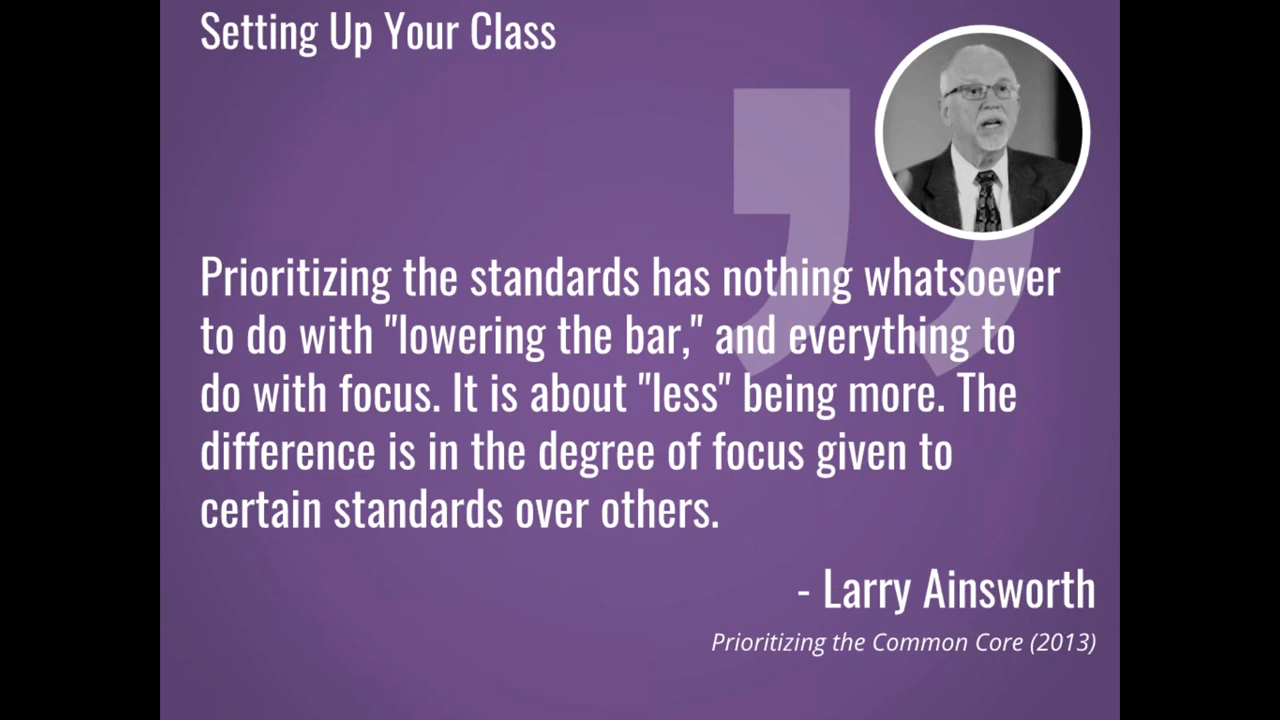 Setting Up Your Class
Prioritizing the standards has nothing whatsoever
to do with "lowering the bar," and everything to
do with focus. It is about "less" being more. The
difference is in the degree of focus given to
certain standards over others.
- Larry Ainsworth
Prioritizing the Common Core (2013)